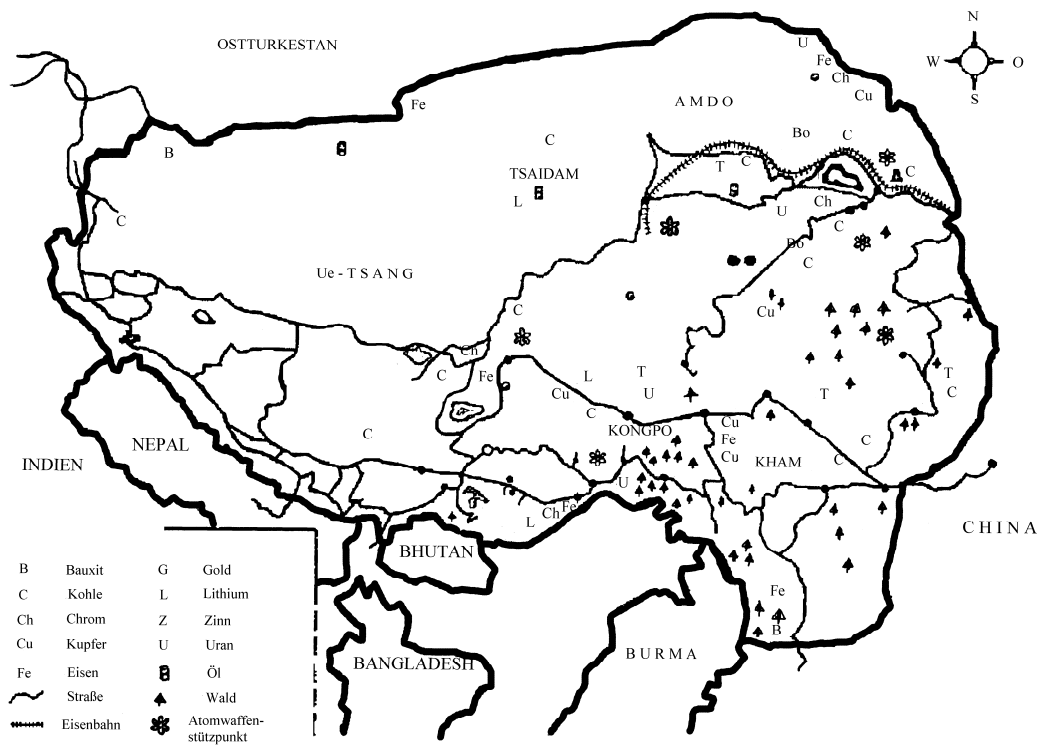 OSTTURKESTAN
N
W
O
S
U
Fe
Ch
Cu
Fe
AMDO
B
C
Bo
C
T
C
C
TSAIDAM
L
Ch
U
C
C
Bo
C
Ue-TSANG
C
Cu
Ch
C
Fe
L
T
U
Cu
C
T
T
C
Cu
Fe
Cu
C
KONGPO
KHAM
C
C
NEPAL
INDIEN
U
Fe
Ch
L
CHINA
BHUTAN
Fe
B
BURMA
BANGLADESH
B Bauxit G Gold
C Kohle L Lithium
Ch Chrom Z Zinn
Cu Kupfer U Uran
Fe Eisen Öl
Straße Wald
Eisenbahn Atomwaffen-
stützpunkt